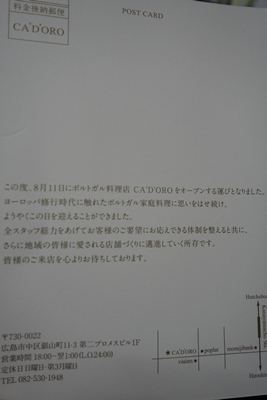 POST CARD
料金後納郵便
CA'D'ORO
この度、8月11日にポルトガル料理店 CA'D'OROをオープンする運びとなりました。
ヨーロッパ修行時代に触れたポルトガル家庭料理に思いをはせ続け、
ようやくこの日を迎えることができました。
全スタッフ総力をあげてお客様のご要望にお応えできる体制を整えると共に、
さらに地域の皆様に愛される店舗づくりに邁進していく所存です。
皆様のご来店を心よりお待ちしております。
〒730-0022
広島市中区銀山町11-3 第二プロメスビル1F
営業時間 18:00〜翌1:00(L.O.24:00)
定休日 日曜日・第3月曜日
TEL 082-530-1948
Hatchobo
★ CA'D'ORO
poplar
momijibank
vision